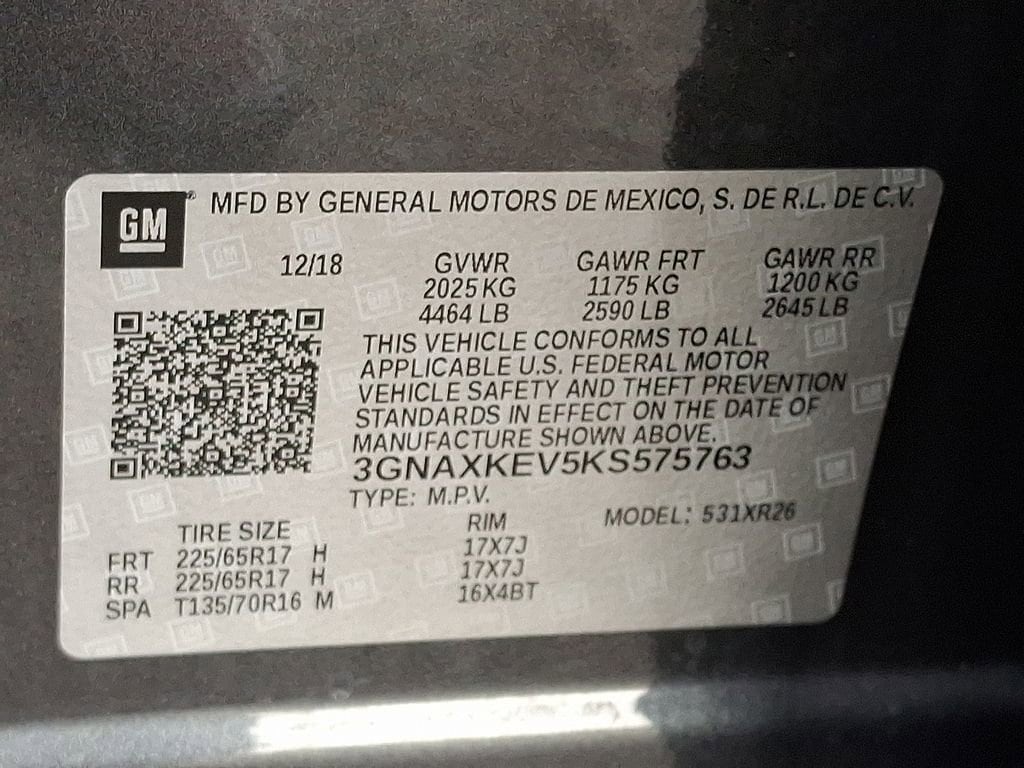 GM® MFD BY GENERAL MOTORS DE MEXICO, S. DE R.L. DE C.V.
12/18 GVWR GAWR FRT GAWR RR
2025 KG 1175 KG 1200 KG
4464 LB 2590 LB 2645 LB
THIS VEHICLE CONFORMS TO ALL
APPLICABLE U.S. FEDERAL MOTOR
VEHICLE SAFETY AND THEFT PREVENTION
STANDARDS IN EFFECT ON THE DATE OF
MANUFACTURE SHOWN ABOVE.
3GNAXKEV5KS575763
TYPE: M.P.V.
TIRE SIZE RIM MODEL: 531XR26
FRT 225/65R17 H 17X7J
RR 225/65R17 H 17X7J
SPA T135/70R16 M 16X4BT